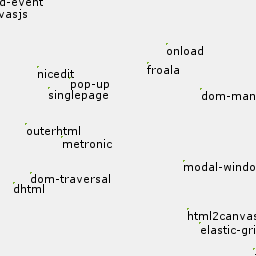 d-event
vasjs
onload
froala
nicedit
pop-up
singlepage
dom-man
outerhtml
metronic
modal-windo
dom-traversal
dhtml
html2canvas
elastic-gri